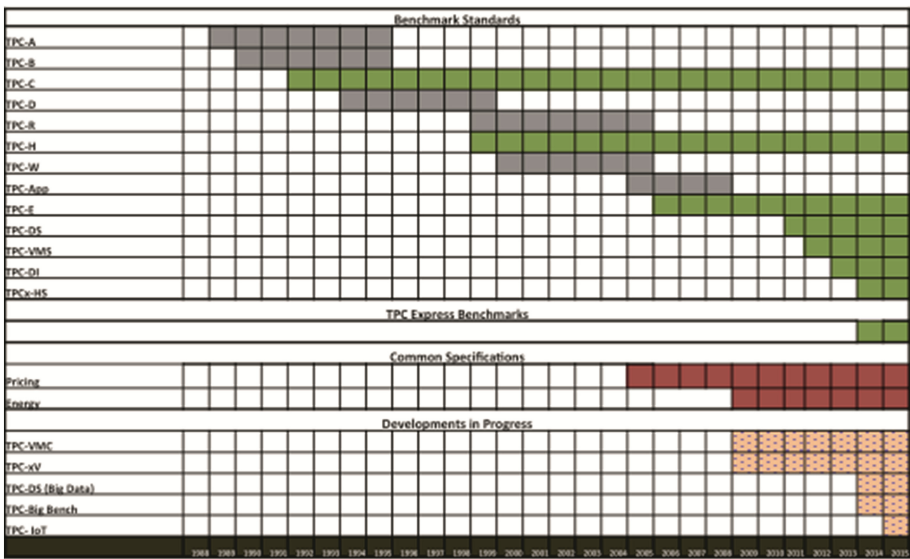 Benchmark Standards
TPC-A
TPC-B
TPC-C
TPC-D
TPC-R
TPC-H
TPC-W
TPC-App
TPC-E
TPC-DS
TPC-VMS
TPC-DI
TPCx-HS
TPC Express Benchmarks
Common Specifications
Pricing
Energy
Developments in Progress
TPC-VMC
TPC-xV
TPC-DS (Big Data)
TPC-Big Bench
TPC- IoT
1988 1989 1990 1991 1992 1993 1994 1995 1996 1997 1998 1999 2000 2001 2002 2003 2004 2005 2006 2007 2008 2009 2010 2011 2012 2013 2014 2015